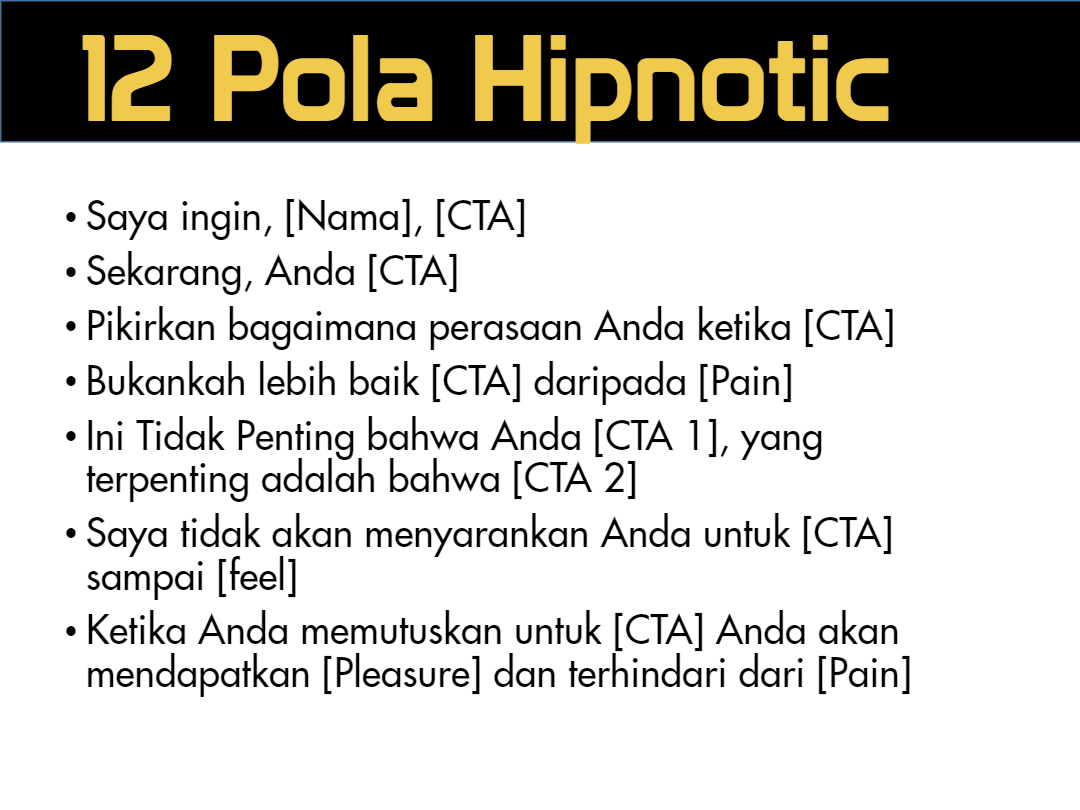 12 Pola Hipnotic
• Saya ingin, [Nama], [CTA]
• Sekarang, Anda [CTA]
• Pikirkan bagaimana perasaan Anda ketika [CTA]
• Bukankah lebih baik [CTA] daripada [Pain]
• Ini Tidak Penting bahwa Anda [CTA 1], yang
terpenting adalah bahwa [CTA 2]
• Saya tidak akan menyarankan Anda untuk [CTA]
sampai [feel]
• Ketika Anda memutuskan untuk [CTA] Anda akan
mendapatkan [Pleasure] dan terhindari dari [Pain]